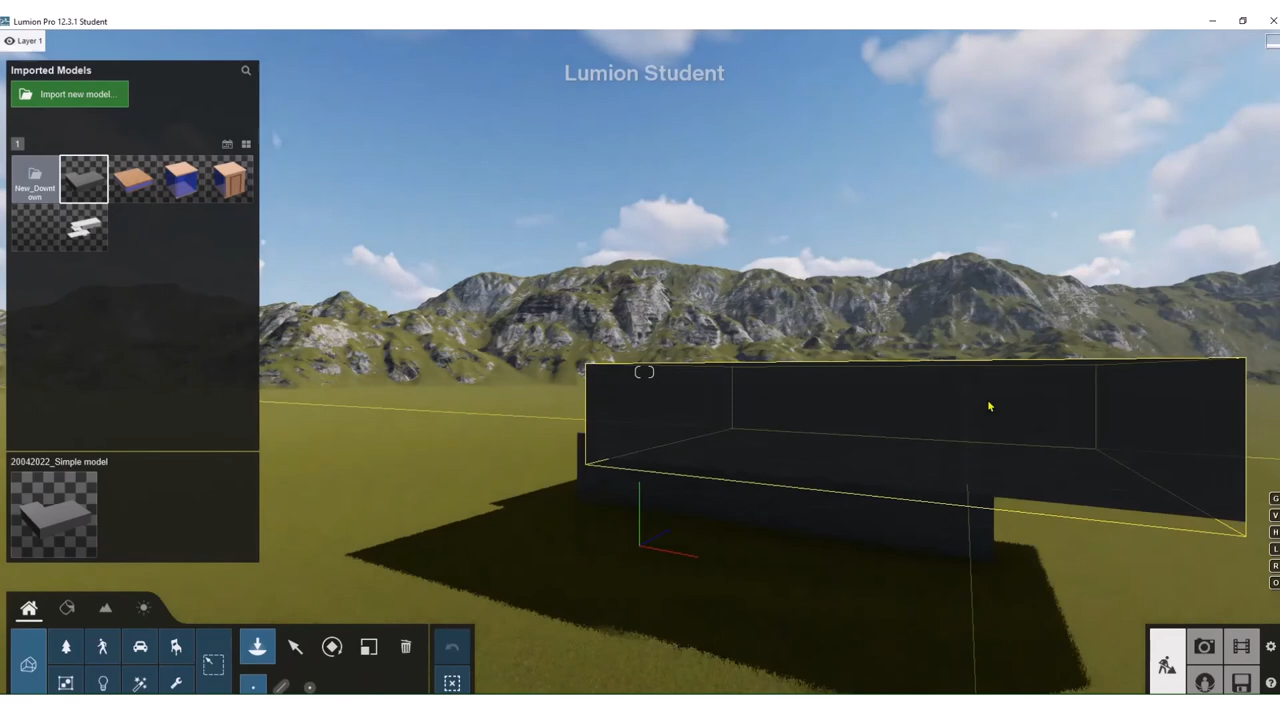 Lumion Pro 12.3.1 Student
Layer 1
Lumion Student
Imported Models
Import new model...
1
New_Downt
own
20042022_Simple model
G
V
H
L
R
O
?